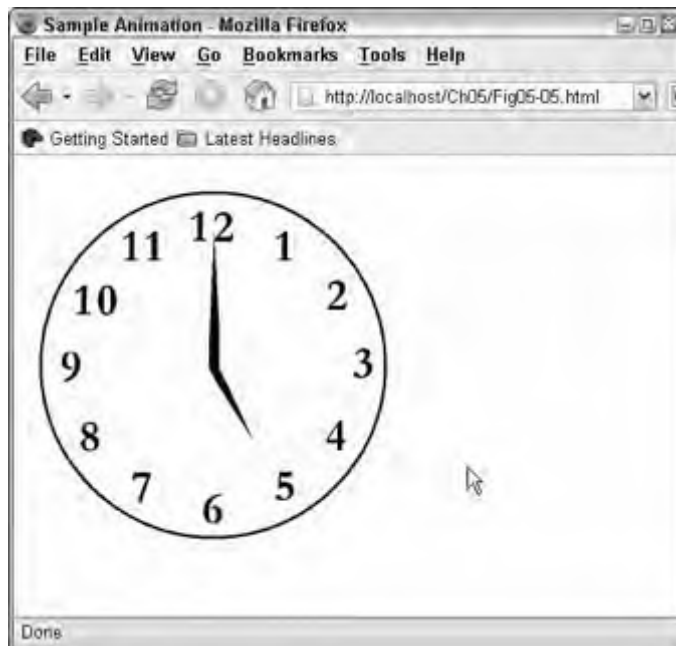 Sample Animation - Mozilla Firefox
File Edit View Go Bookmarks Tools Help
http://localhost/Ch05/Fig05-05.html
Getting Started Latest Headlines
12
11 1
10 2
9 3
8 4
7 5
6
Done